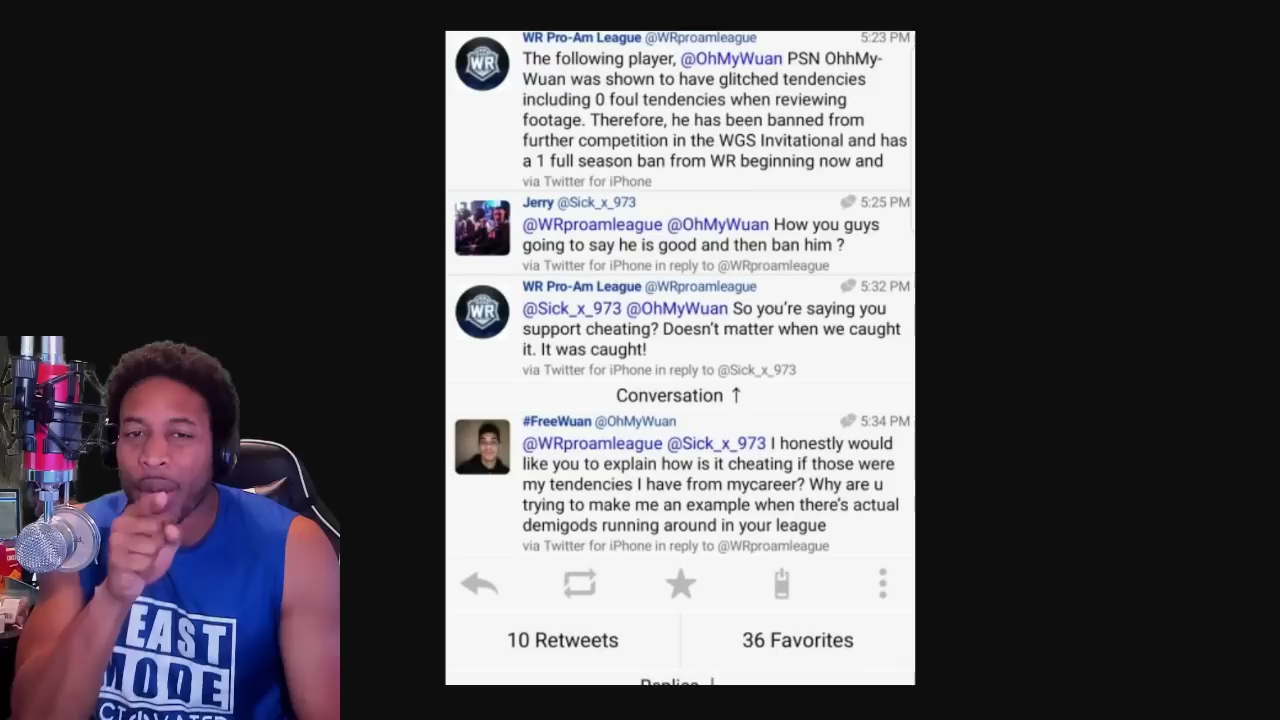 WR Pro-Am League @WRproamleague 5:23 PM
The following player, @OhMyWuan PSN OhhMy-
Wuan was shown to have glitched tendencies
including 0 foul tendencies when reviewing
footage. Therefore, he has been banned from
further competition in the WGS Invitational and has
a 1 full season ban from WR beginning now and
via Twitter for iPhone
Jerry @Sick_x_973 5:25 PM
@WRproamleague @OhMyWuan How you guys
going to say he is good and then ban him ?
via Twitter for iPhone in reply to @WRproamleague
WR Pro-Am League @WRproamleague 5:32 PM
@Sick_x_973 @OhMyWuan So you're saying you
support cheating? Doesn't matter when we caught
it. It was caught!
via Twitter for iPhone in reply to @Sick_x_973
Conversation ↑
#FreeWuan @OhMyWuan 5:34 PM
@WRproamleague @Sick_x_973 I honestly would
like you to explain how is it cheating if those were
my tendencies I have from mycareer? Why are u
trying to make me an example when there's actual
demigods running around in your league
via Twitter for iPhone in reply to @WRproamleague
10 Retweets
36 Favorites
Replies ↓
WR
WR
BEAST
MODE
ACTIVATED